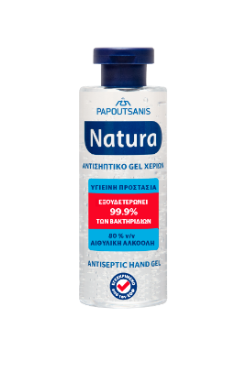 PAPOUTSANIS
Natura
ΑΝΤΙΣΗΠΤΙΚΟ GEL ΧΕΡΙΩΝ
ΥΓΙΕΙΝΗ ΠΡΟΣΤΑΣΙΑ
ΕΞΟΥΔΕΤΕΡΩΝΕΙ
99.9%
ΤΩΝ ΒΑΚΤΗΡΙΔΙΩΝ
80% v/v
ΑΙΘΥΛΙΚΗ ΑΛΚΟΟΛΗ
ANTISEPTIC HAND GEL